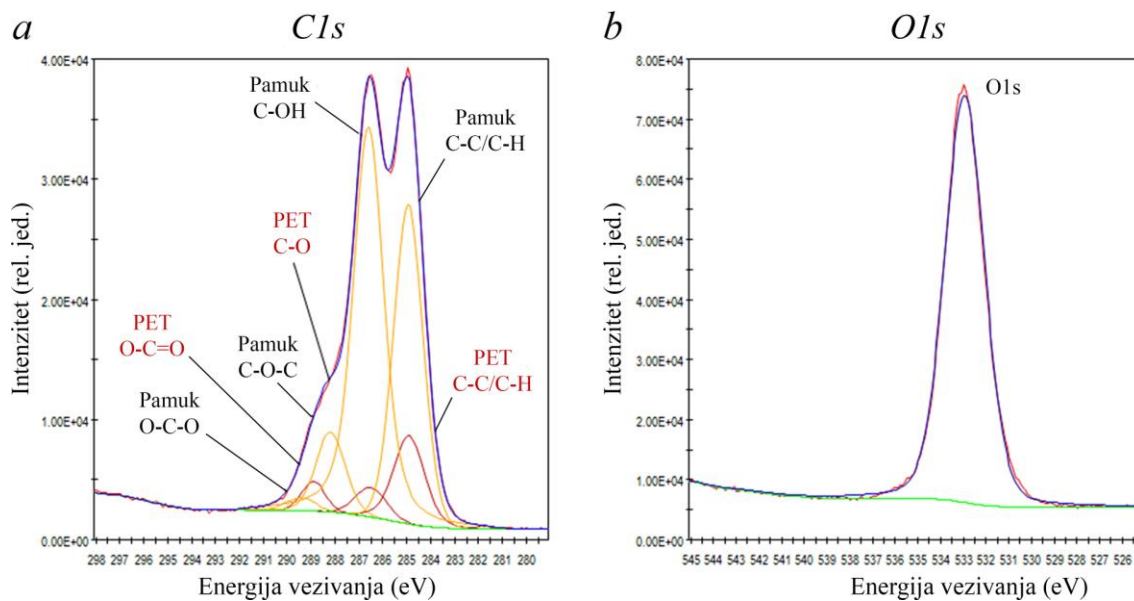 a
C1s
4.00E+04
3.00E+04
2.00E+04
1.00E+04
0.00E+00
Intenzitet (rel. jed.)
Pamuk
C-OH
Pamuk
C-C/C-H
PET
C-O
PET
O-C=O
Pamuk
C-O-C
PET
C-C/C-H
Pamuk
O-C-O
298 297 296 295 294 293 292 291 290 289 288 287 286 285 284 283 282 281 280
Energija vezivanja (eV)
b
O1s
8.00E+04
7.00E+04
6.00E+04
5.00E+04
4.00E+04
3.00E+04
2.00E+04
1.00E+04
0.00E+00
Intenzitet (rel. jed.)
O1s
545 544 543 542 541 540 539 538 537 536 535 534 533 532 531 530 529 528 527 526
Energija vezivanja (eV)